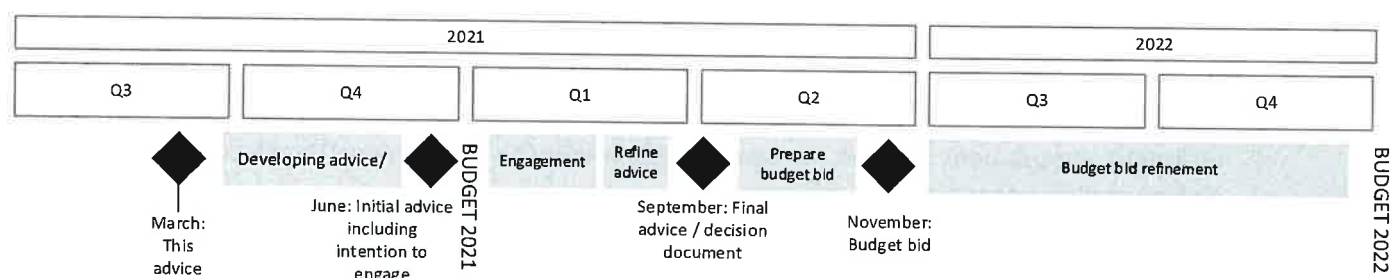 2021
2022
Q3
Q4
Q1
Q2
Q3
Q4
Developing advice/
BUDGET 2021
Engagement
Refine
advice
Prepare
budget bid
Budget bid refinement
BUDGET 2022
March:
This
advice
June: Initial advice
including
intention to
engage
September: Final
advice / decision
document
November:
Budget bid